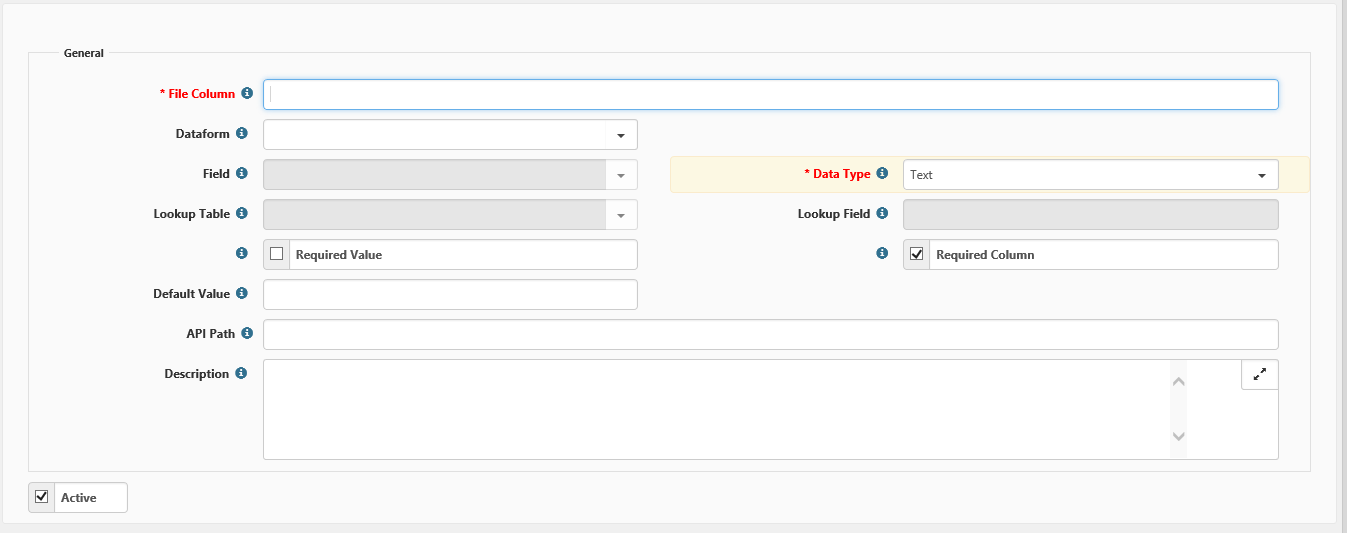 General
* File Column
Dataform
Field
* Data Type
Text
Lookup Table
Lookup Field
Required Value
Required Column
Default Value
API Path
Description
Active